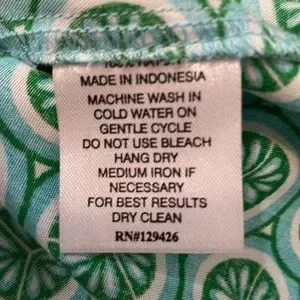 MADE IN INDONESIA
MACHINE WASH IN
COLD WATER ON
GENTLE CYCLE
DO NOT USE BLEACH
HANG DRY
MEDIUM IRON IF
NECESSARY
FOR BEST RESULTS
DRY CLEAN
RN#129426